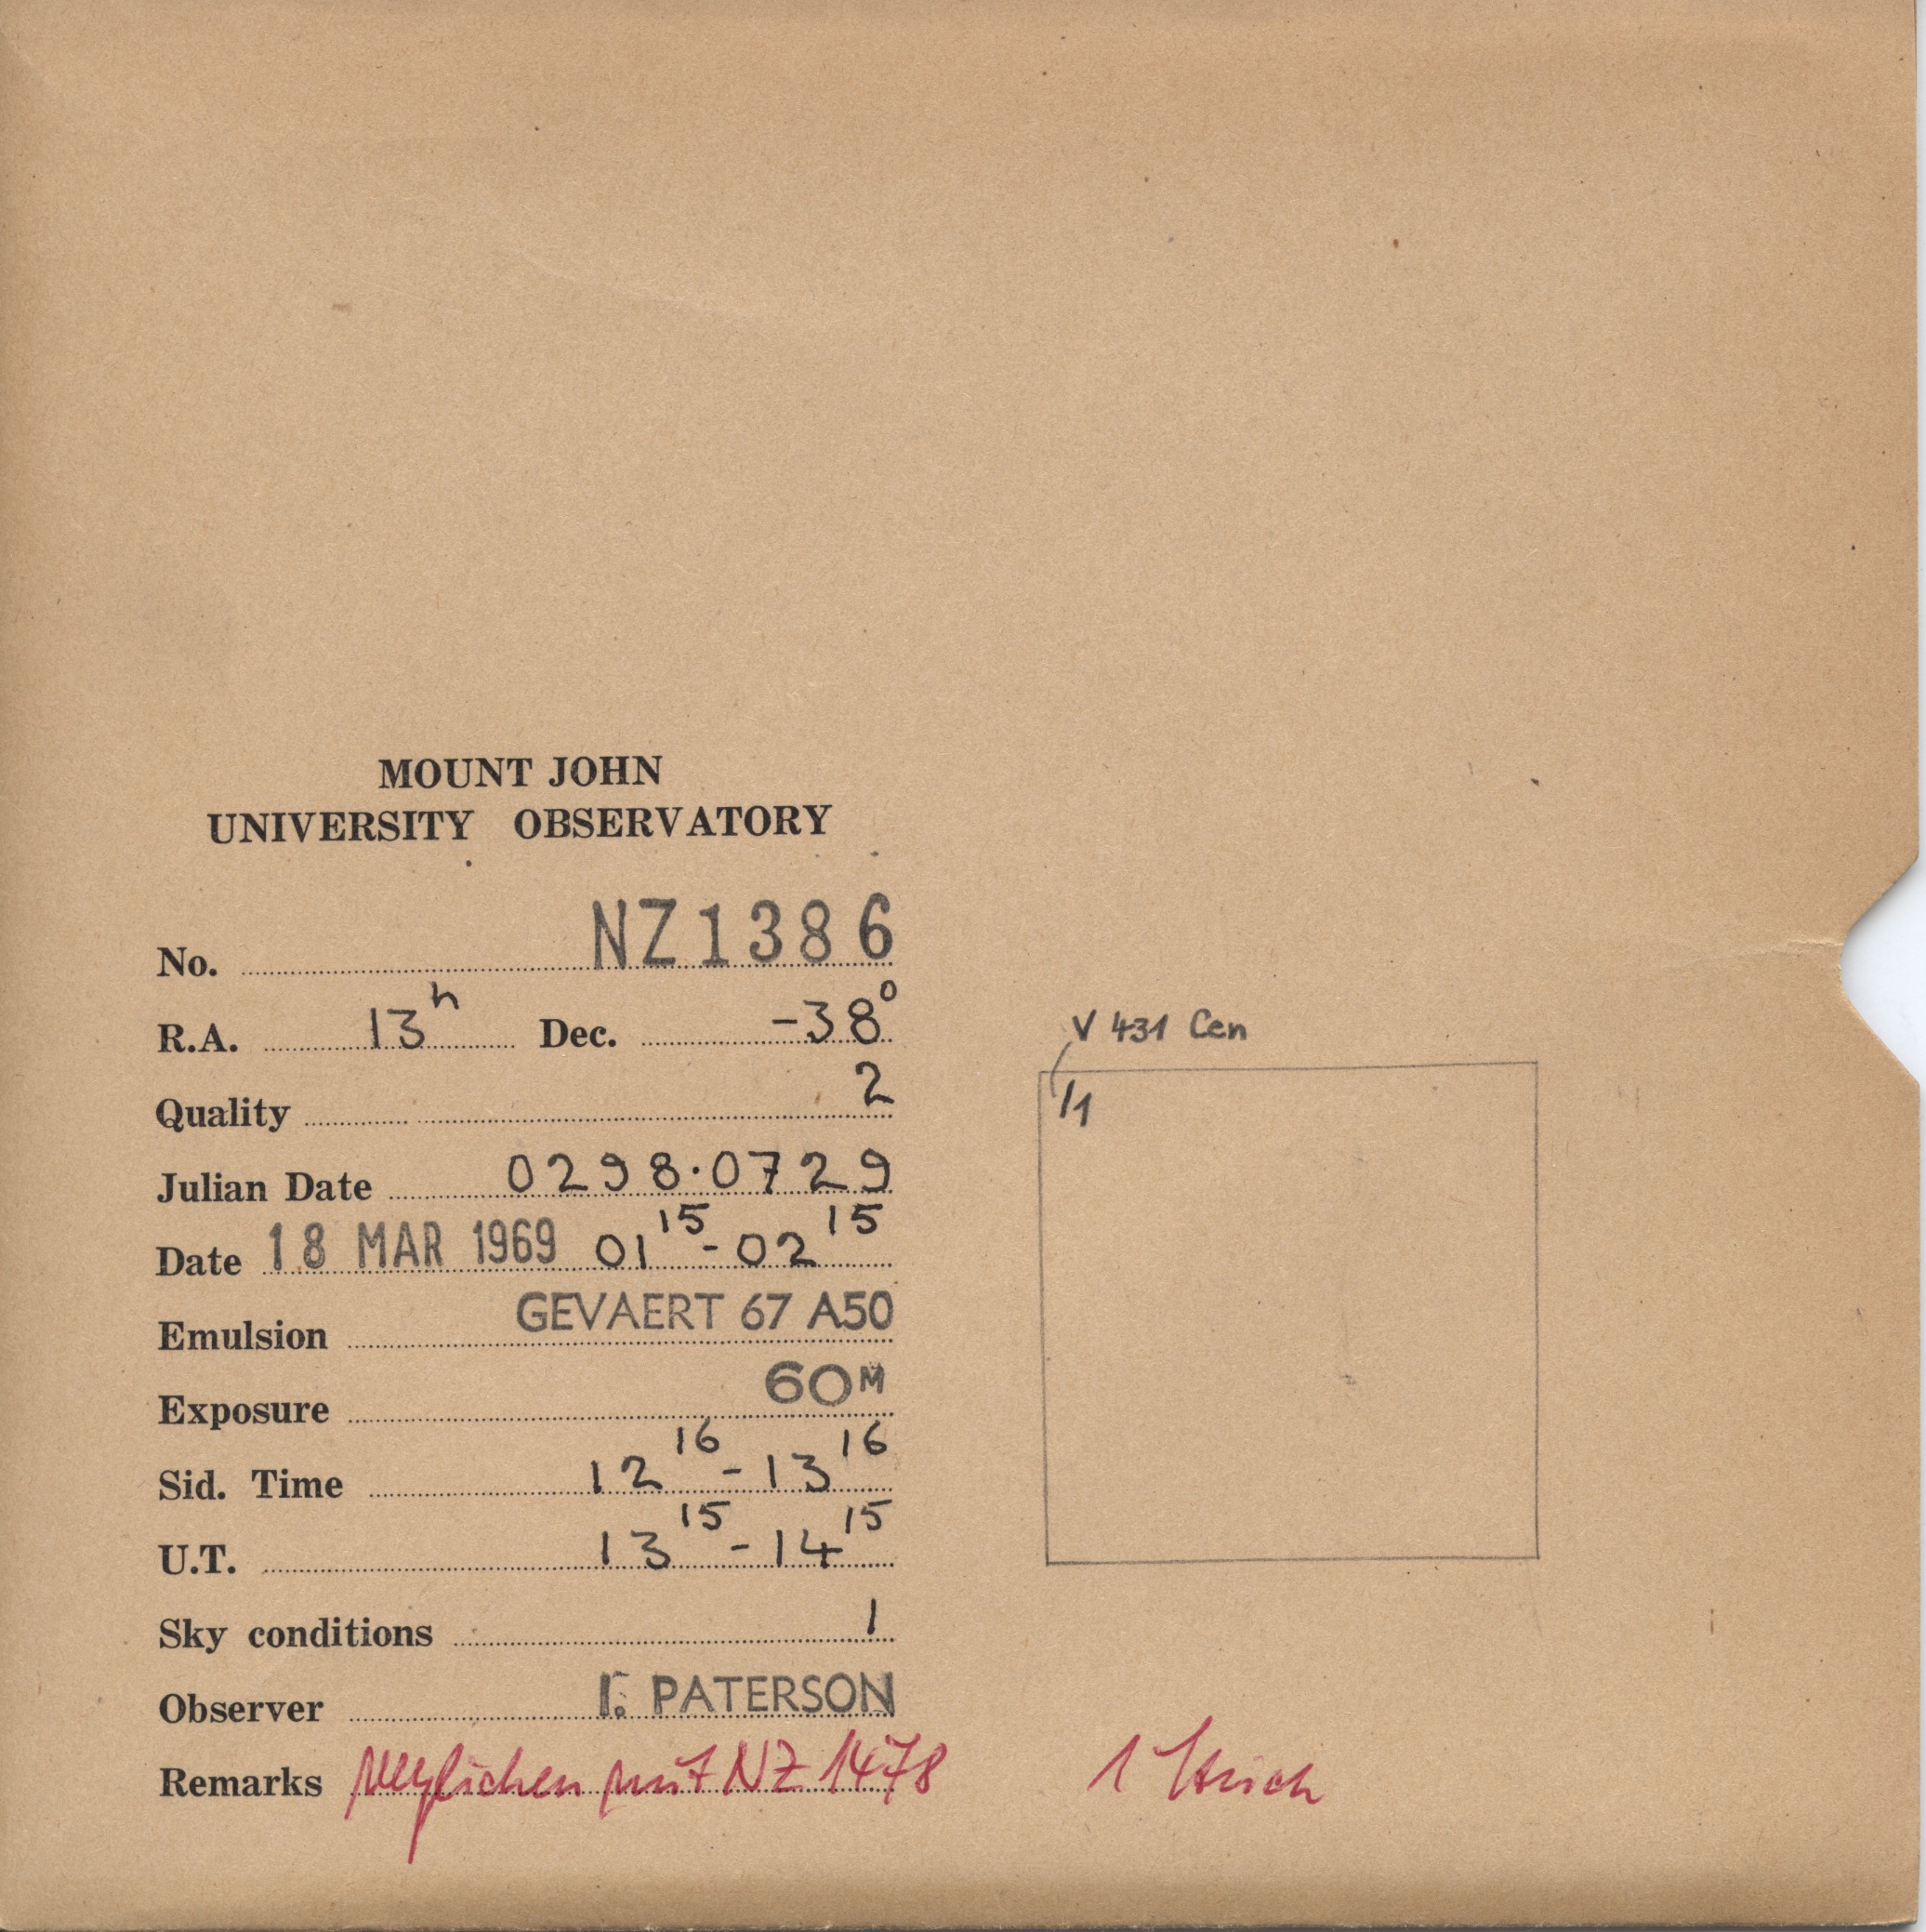 MOUNT JOHN
UNIVERSITY OBSERVATORY
No. NZ1386
R.A. 13h Dec. -38°
Quality 2
Julian Date 0298.0729
Date 18 MAR 1969 01 15 - 02 15
Emulsion GEVAERT 67 A50
Exposure 60M
Sid. Time 12 16 - 13 16
U.T. 13 15 - 14 15
Sky conditions 1
Observer PATERSON
Remarks verglichen mit NZ 1478
V 431 Cen
/1
1 Strich